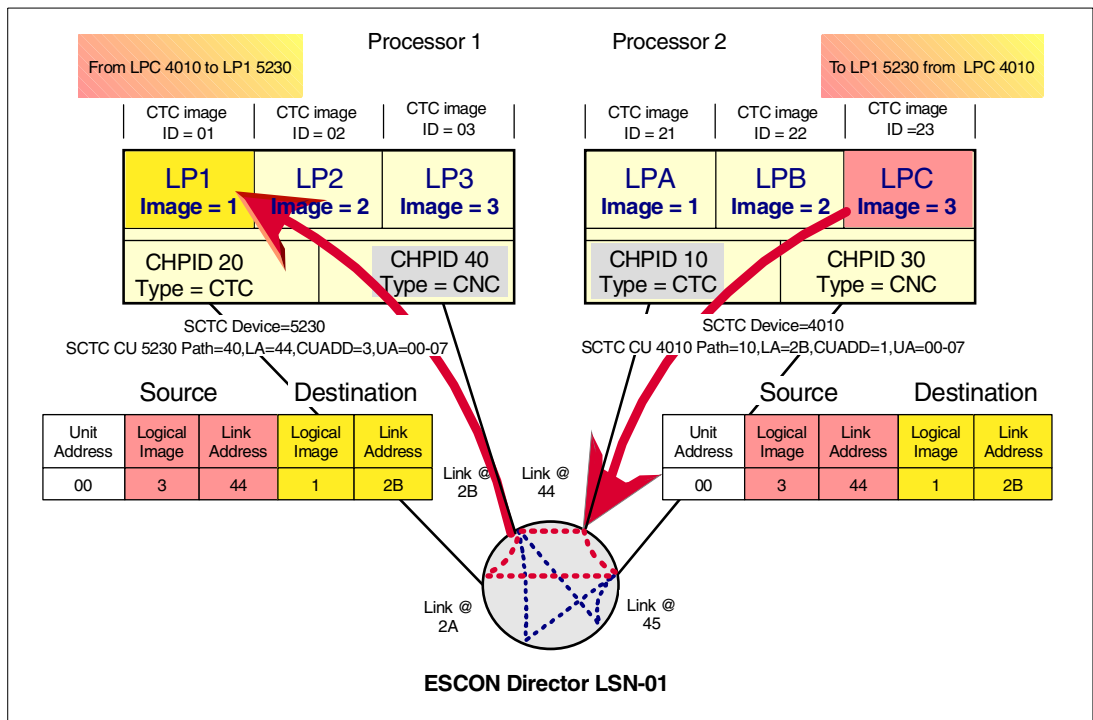 Processor 1
Processor 2
From LPC 4010 to LP1 5230
To LP1 5230 from LPC 4010
CTC image
ID = 01
CTC image
ID = 02
CTC image
ID = 03
CTC image
ID = 21
CTC image
ID = 22
CTC image
ID =23
LP1
Image = 1
LP2
Image = 2
LP3
Image = 3
LPA
Image = 1
LPB
Image = 2
LPC
Image = 3
CHPID 20
Type = CTC
CHPID 40
Type = CNC
CHPID 10
Type = CTC
CHPID 30
Type = CNC
SCTC Device=5230
SCTC CU 5230 Path=40,LA=44,CUADD=3,UA=00-07
SCTC Device=4010
SCTC CU 4010 Path=10,LA=2B,CUADD=1,UA=00-07
Source Destination
Unit Address Logical Image Link Address Logical Image Link Address
00 3 44 1 2B
Source Destination
Unit Address Logical Image Link Address Logical Image Link Address
00 3 44 1 2B
Link @
2B
Link @
44
Link @
2A
Link @
45
ESCON Director LSN-01